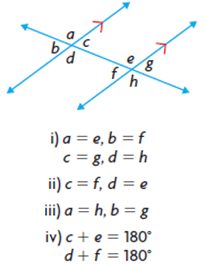 a
b c
d
e
f g
h
i) a = e, b = f
c = g, d = h
ii) c = f, d = e
iii) a = h, b = g
iv) c + e = 180°
d + f = 180°